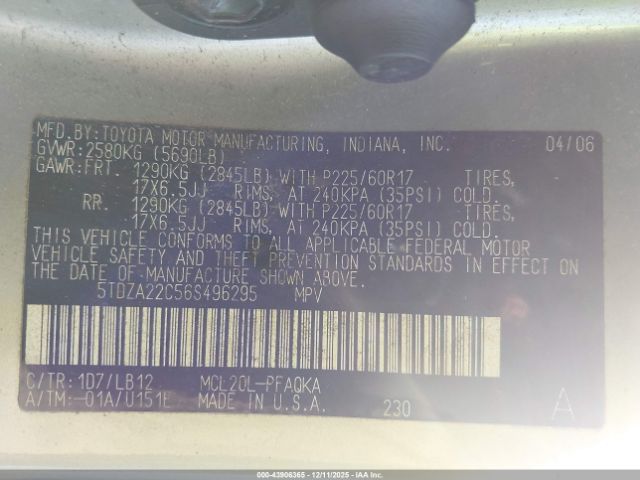 MFD.BY:TOYOTA MOTOR MANUFACTURING, INDIANA, INC. 04/06
GVWR:2580KG (5690LB)
GAWR:FRT. 1290KG (2845LB) WITH P225/60R17 TIRES,
17X6.5JJ RIMS, AT 240KPA (35PSI) COLD.
RR. 1290KG (2845LB) WITH P225/60R17 TIRES,
17X6.5JJ RIMS, AT 240KPA (35PSI) COLD.
THIS VEHICLE CONFORMS TO ALL APPLICABLE FEDERAL MOTOR
VEHICLE SAFETY AND THEFT PREVENTION STANDARDS IN EFFECT ON
THE DATE OF MANUFACTURE SHOWN ABOVE.
5TDZA22C56S496295 MPV
C/TR:1D7/LB12 MCL20L-PFAQKA
A/TM:-01A/U151E MADE IN U.S.A. 230 A
000-43906365 - 12/11/2025 - IAA, Inc.